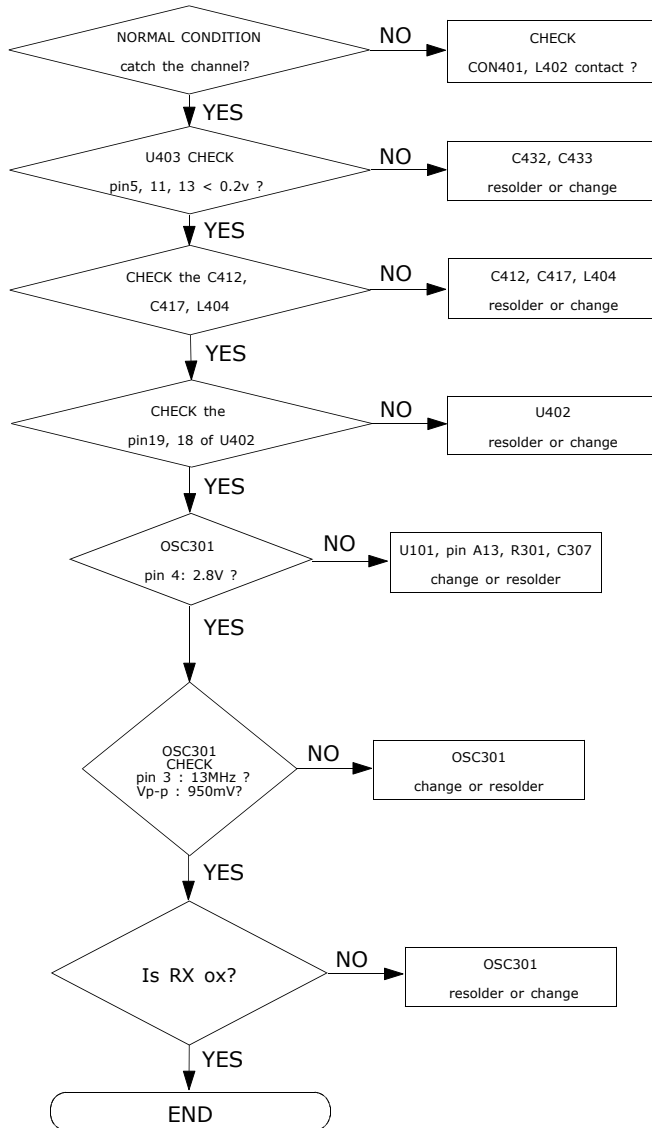 NORMAL CONDITION
catch the channel?
NO
CHECK
CON401, L402 contact ?
YES
U403 CHECK
pin5, 11, 13 < 0.2v ?
NO
C432, C433
resolder or change
YES
CHECK the C412,
C417, L404
NO
C412, C417, L404
resolder or change
YES
CHECK the
pin19, 18 of U402
NO
U402
resolder or change
YES
OSC301
pin 4: 2.8V ?
NO
U101, pin A13, R301, C307
change or resolder
YES
OSC301
CHECK
pin 3 : 13MHz ?
Vp-p : 950mV?
NO
OSC301
change or resolder
YES
Is RX ox?
NO
OSC301
resolder or change
YES
END